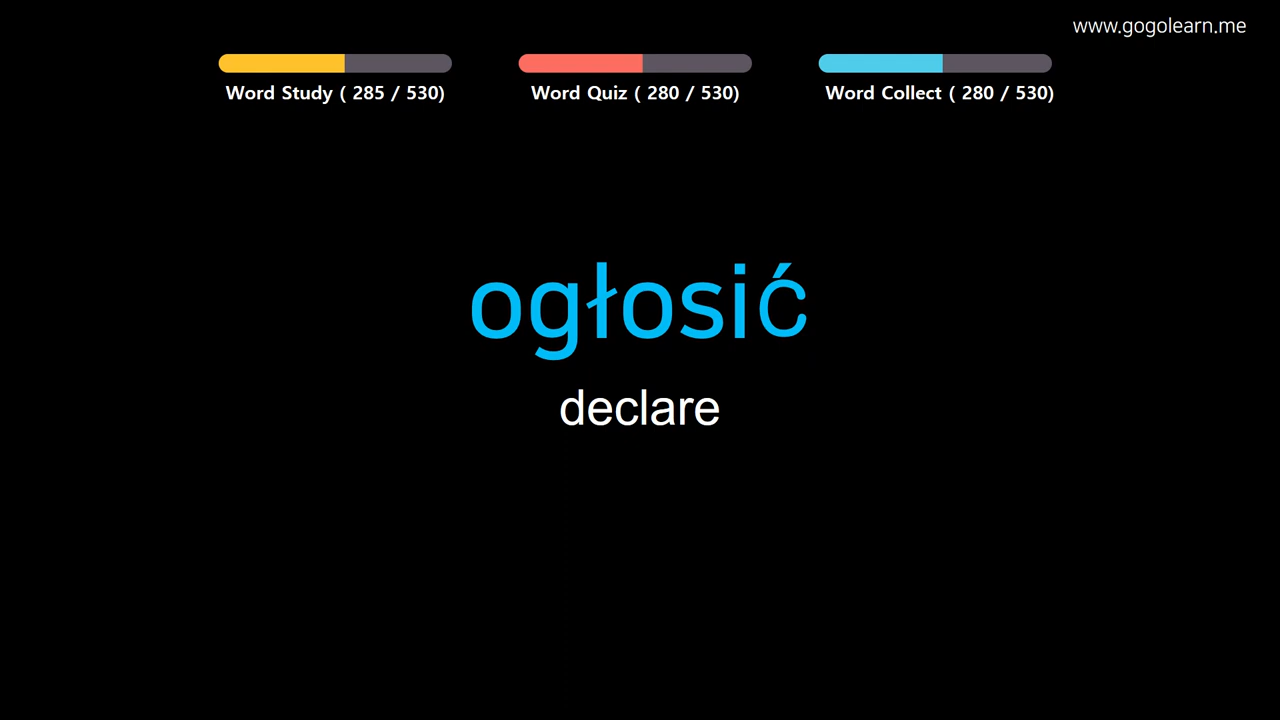 www.gogolearn.me
Word Study ( 285 / 530)
Word Quiz ( 280 / 530)
Word Collect ( 280 / 530)
ogłosić
declare